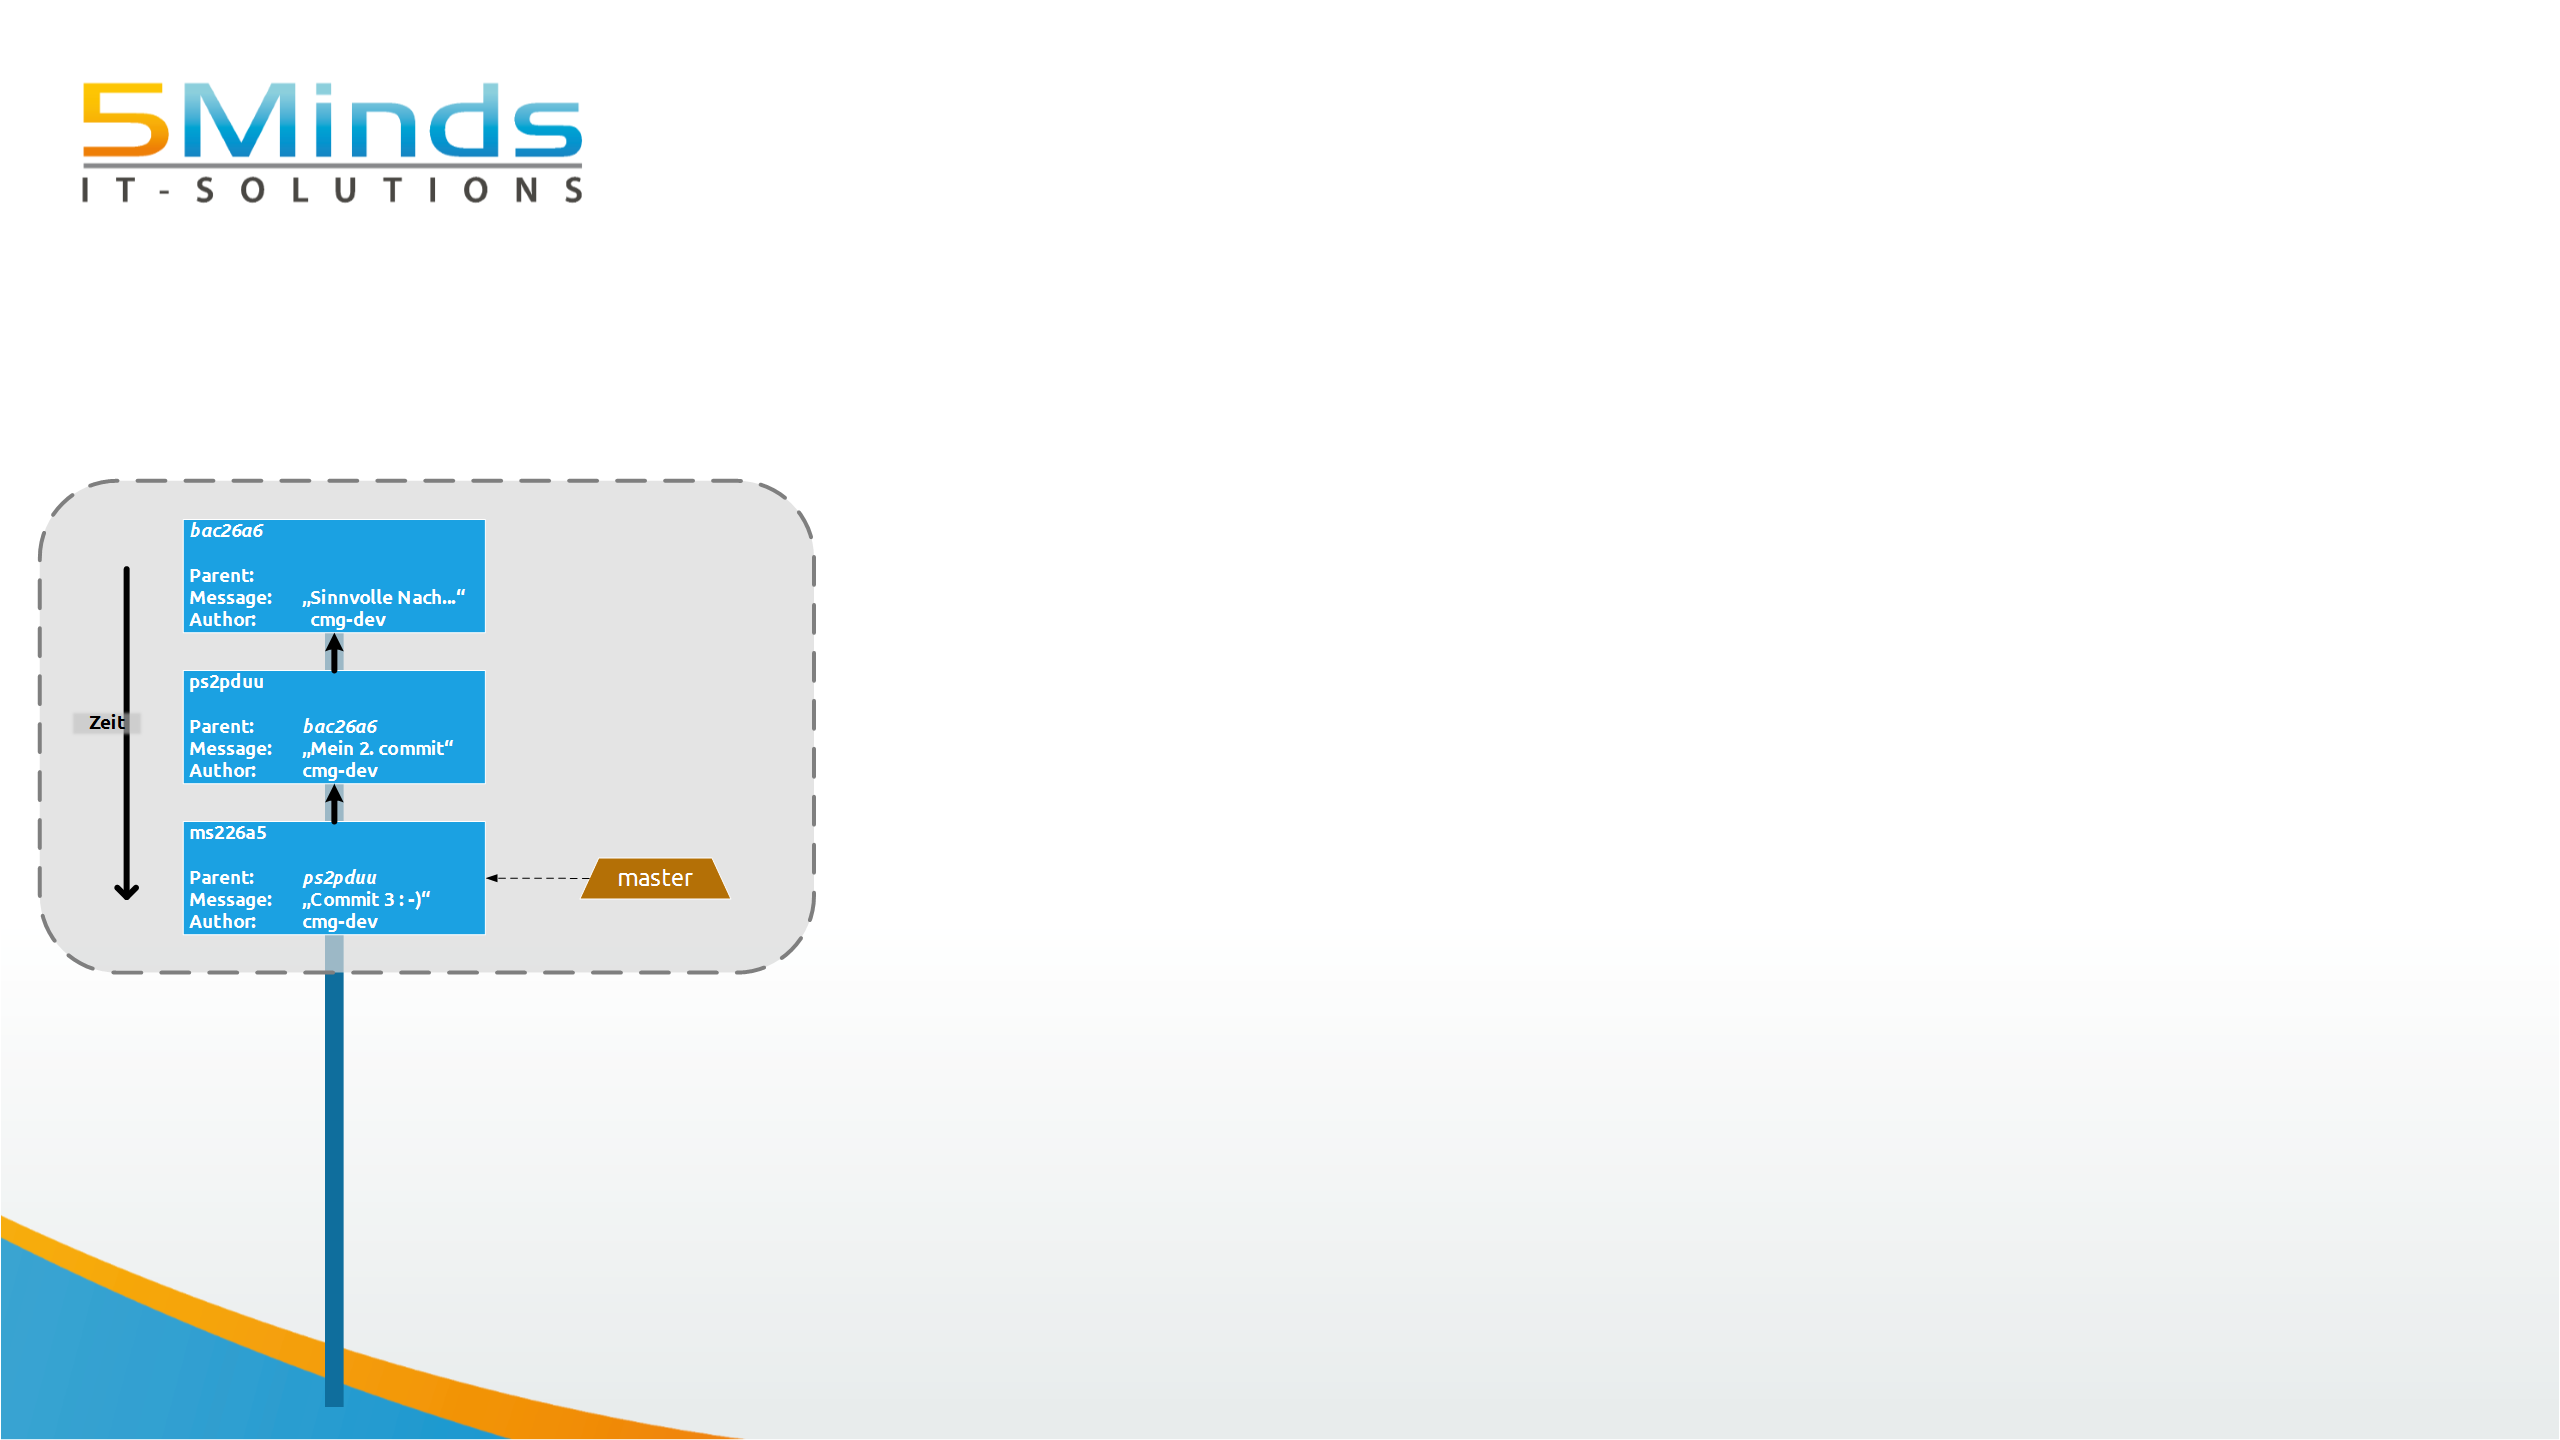 5Minds
IT-SOLUTIONS
bac26a6
Parent:
Message: „Sinnvolle Nach...“
Author: cmg-dev
Zeit
ps2pduu
Parent: bac26a6
Message: „Mein 2. commit“
Author: cmg-dev
ms226a5
Parent: ps2pduu
Message: „Commit 3 : -)“
Author: cmg-dev
master